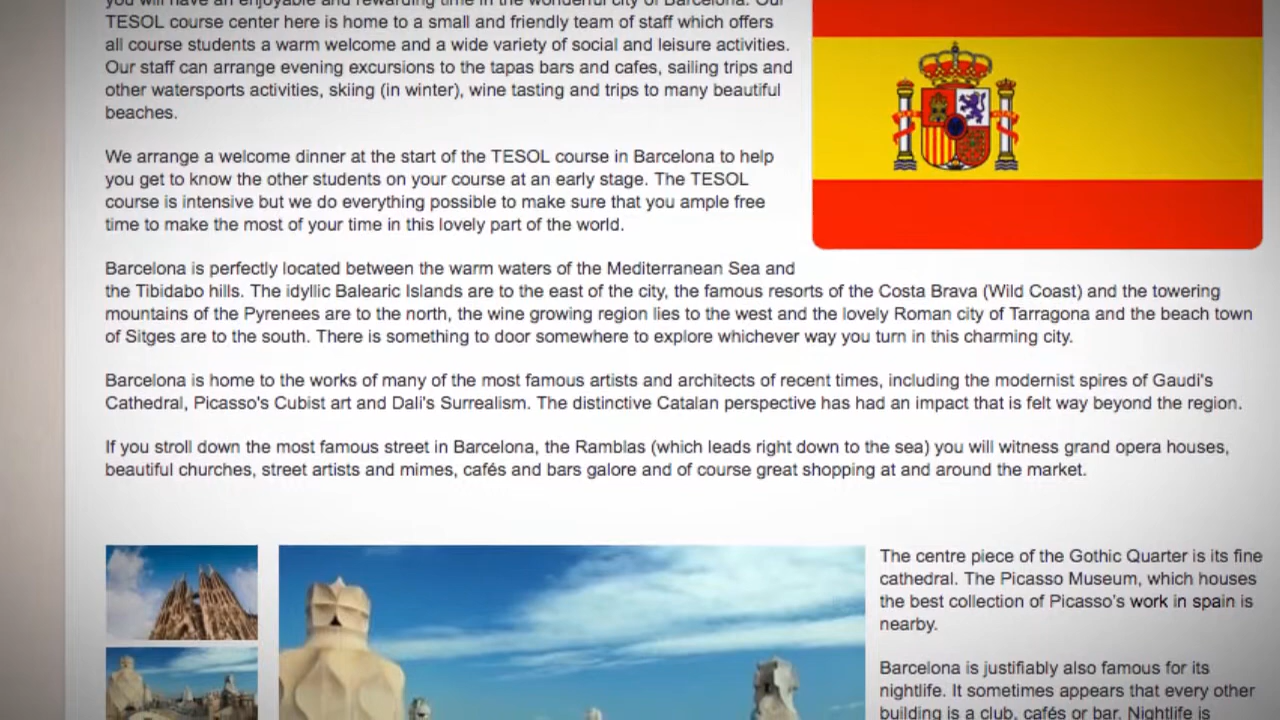 you will have an enjoyable and rewarding time in the wonderful city of Barcelona. Our
TESOL course center here is home to a small and friendly team of staff which offers
all course students a warm welcome and a wide variety of social and leisure activities.
Our staff can arrange evening excursions to the tapas bars and cafes, sailing trips and
other watersports activities, skiing (in winter), wine tasting and trips to many beautiful
beaches.
We arrange a welcome dinner at the start of the TESOL course in Barcelona to help
you get to know the other students on your course at an early stage. The TESOL
course is intensive but we do everything possible to make sure that you ample free
time to make the most of your time in this lovely part of the world.
Barcelona is perfectly located between the warm waters of the Mediterranean Sea and
the Tibidabo hills. The idyllic Balearic Islands are to the east of the city, the famous resorts of the Costa Brava (Wild Coast) and the towering
mountains of the Pyrenees are to the north, the wine growing region lies to the west and the lovely Roman city of Tarragona and the beach town
of Sitges are to the south. There is something to door somewhere to explore whichever way you turn in this charming city.
Barcelona is home to the works of many of the most famous artists and architects of recent times, including the modernist spires of Gaudi's
Cathedral, Picasso's Cubist art and Dali's Surrealism. The distinctive Catalan perspective has had an impact that is felt way beyond the region.
If you stroll down the most famous street in Barcelona, the Ramblas (which leads right down to the sea) you will witness grand opera houses,
beautiful churches, street artists and mimes, cafés and bars galore and of course great shopping at and around the market.
The centre piece of the Gothic Quarter is its fine
cathedral. The Picasso Museum, which houses
the best collection of Picasso's work in spain is
nearby.
Barcelona is justifiably also famous for its
nightlife. It sometimes appears that every other
building is a club, cafés or bar. Nightlife is